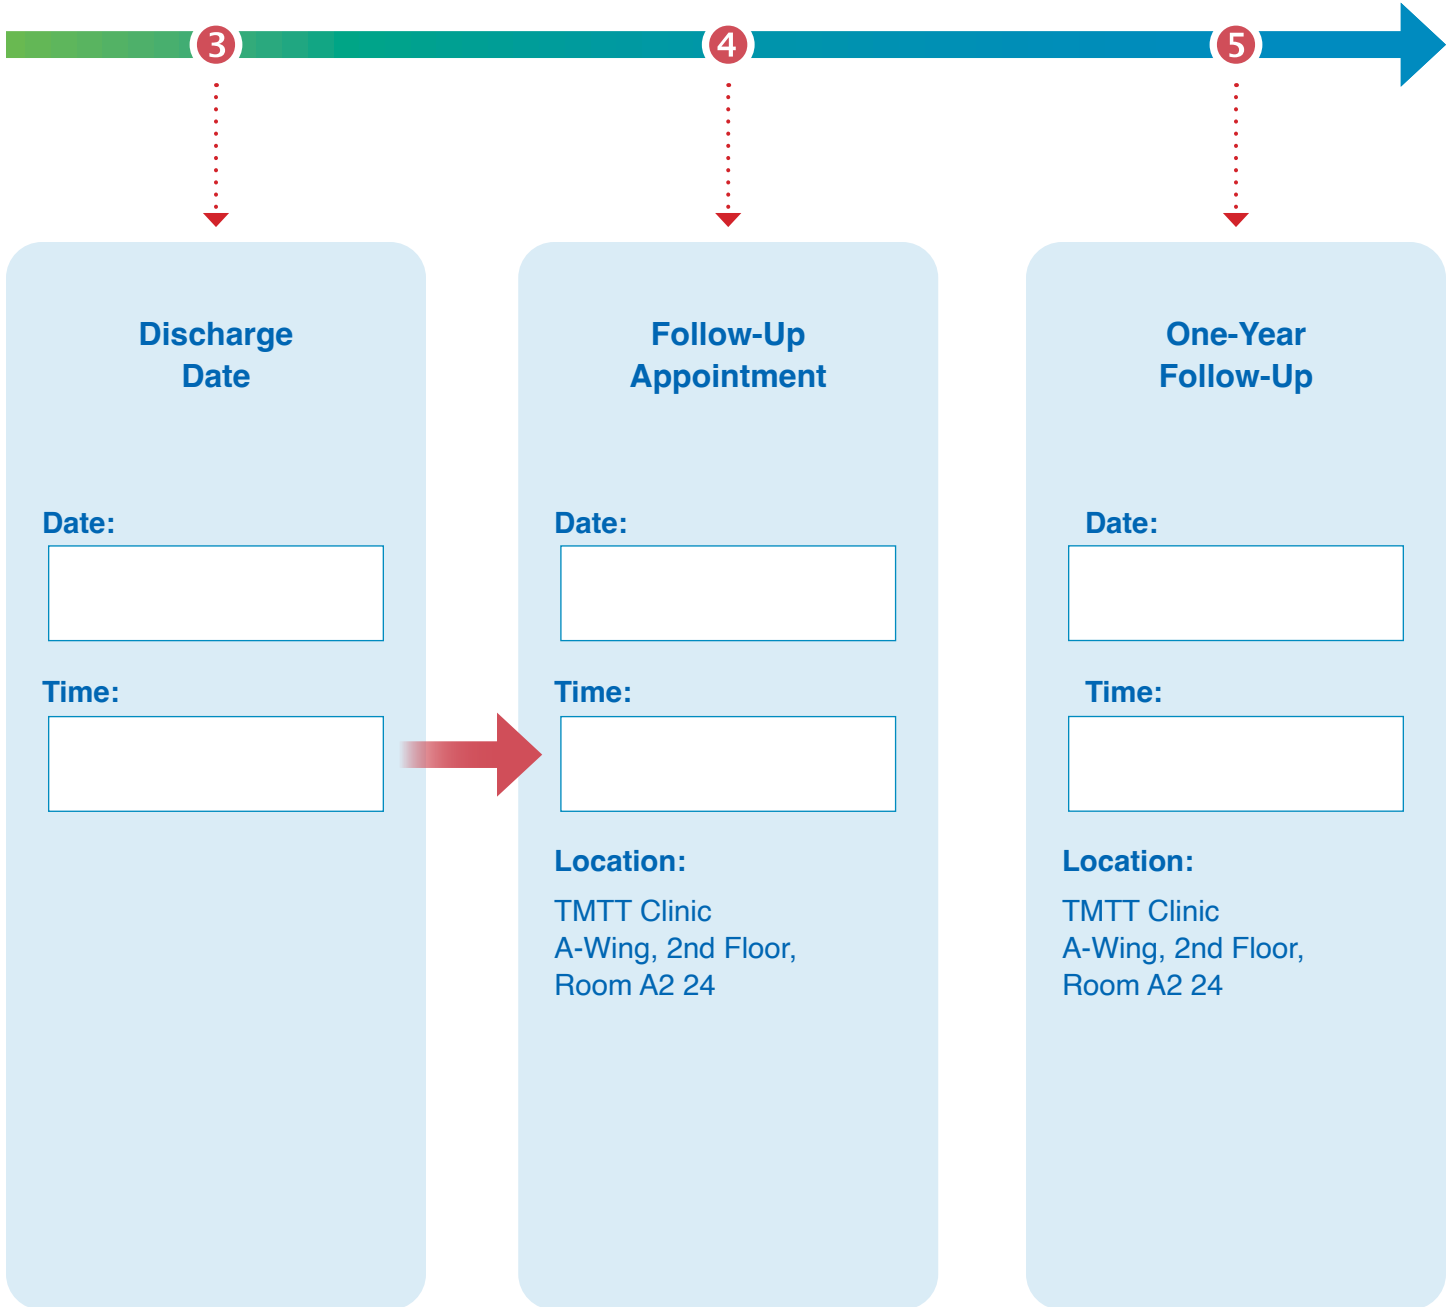 3
4
5
Discharge
Date
Date:
Time:
Follow-Up
Appointment
Date:
Time:
Location:
TMTT Clinic
A-Wing, 2nd Floor,
Room A2 24
One-Year
Follow-Up
Date:
Time:
Location:
TMTT Clinic
A-Wing, 2nd Floor,
Room A2 24